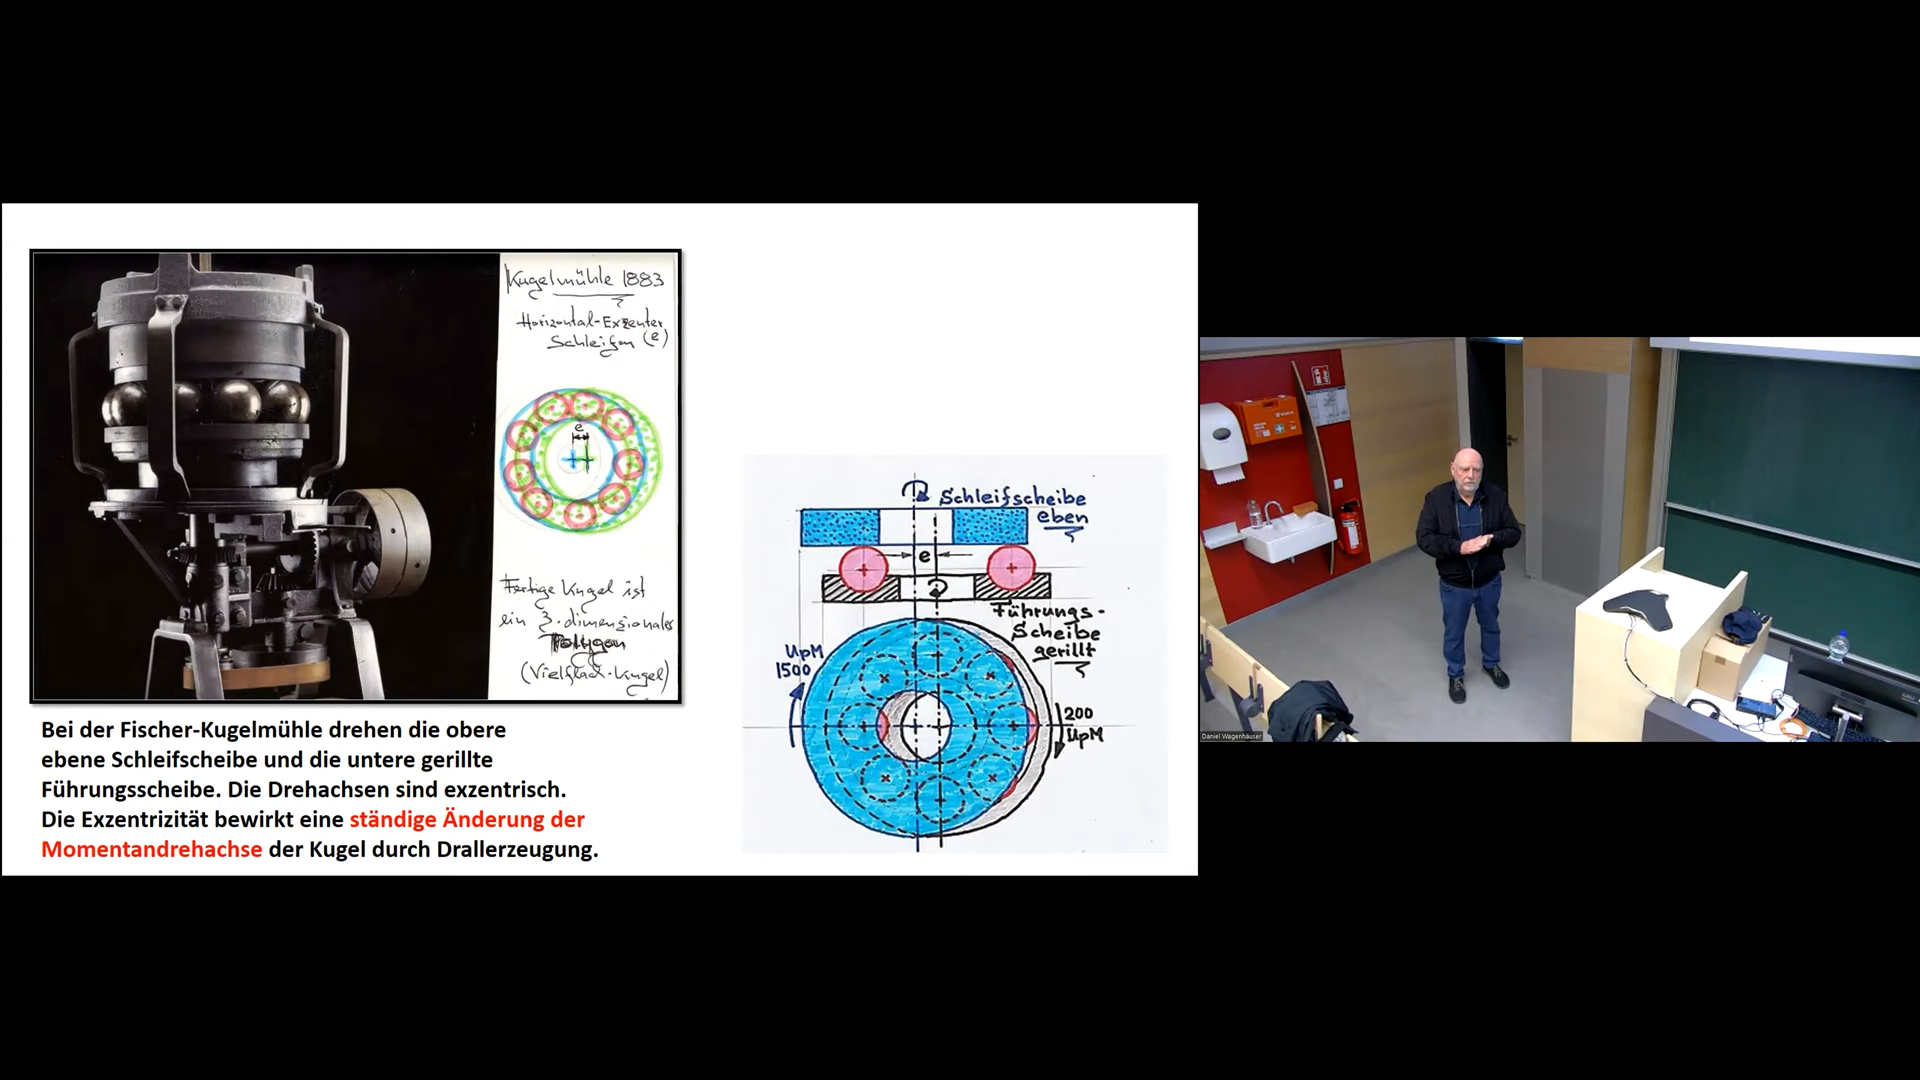 Kugelmühle 1883
Horizontal-Exzenter
Schleifen (e)
e
Fertige Kugel ist
ein 3-dimensionales
Polygon
(Vielflach-Kugel)
Bei der Fischer-Kugelmühle drehen die obere
ebene Schleifscheibe und die untere gerillte
Führungsscheibe. Die Drehachsen sind exzentrisch.
Die Exzentrizität bewirkt eine ständige Änderung der
Momentandrehachse der Kugel durch Drallerzeugung.
Schleifscheibe
eben
e
Führungs-
Scheibe
gerillt
UpM
1500
200
UpM
Daniel Wagenhäuser